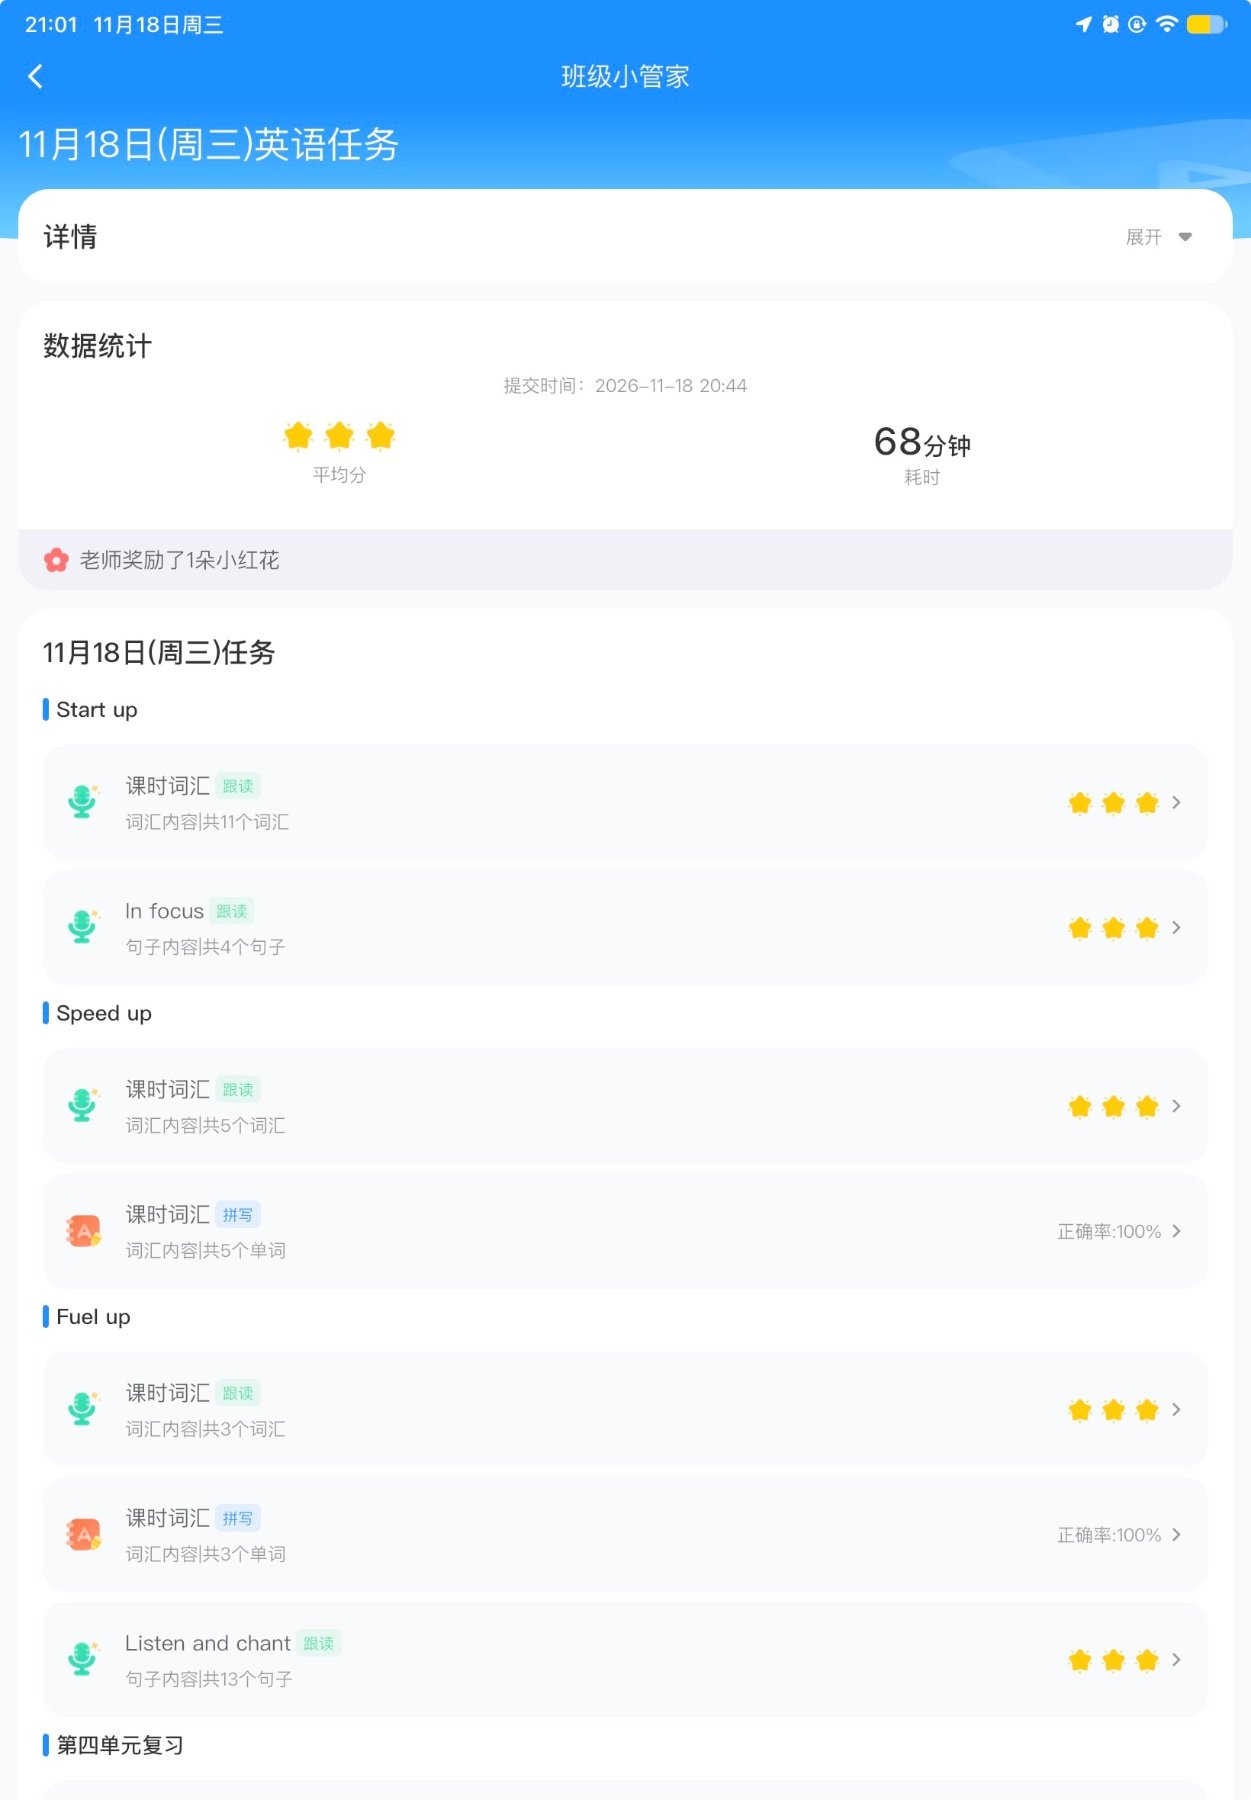 21:01 11月18日周三
班级小管家
11月18日(周三)英语任务
详情
展开
数据统计
提交时间：2026-11-18 20:44
平均分
68分钟
耗时
老师奖励了1朵小红花
11月18日(周三)任务
Start up
课时词汇 跟读
词汇内容|共11个词汇
In focus 跟读
句子内容|共4个句子
Speed up
课时词汇 跟读
词汇内容|共5个词汇
课时词汇 拼写
词汇内容|共5个单词
正确率:100%
Fuel up
课时词汇 跟读
词汇内容|共3个词汇
课时词汇 拼写
词汇内容|共3个单词
正确率:100%
Listen and chant 跟读
句子内容|共13个句子
第四单元复习